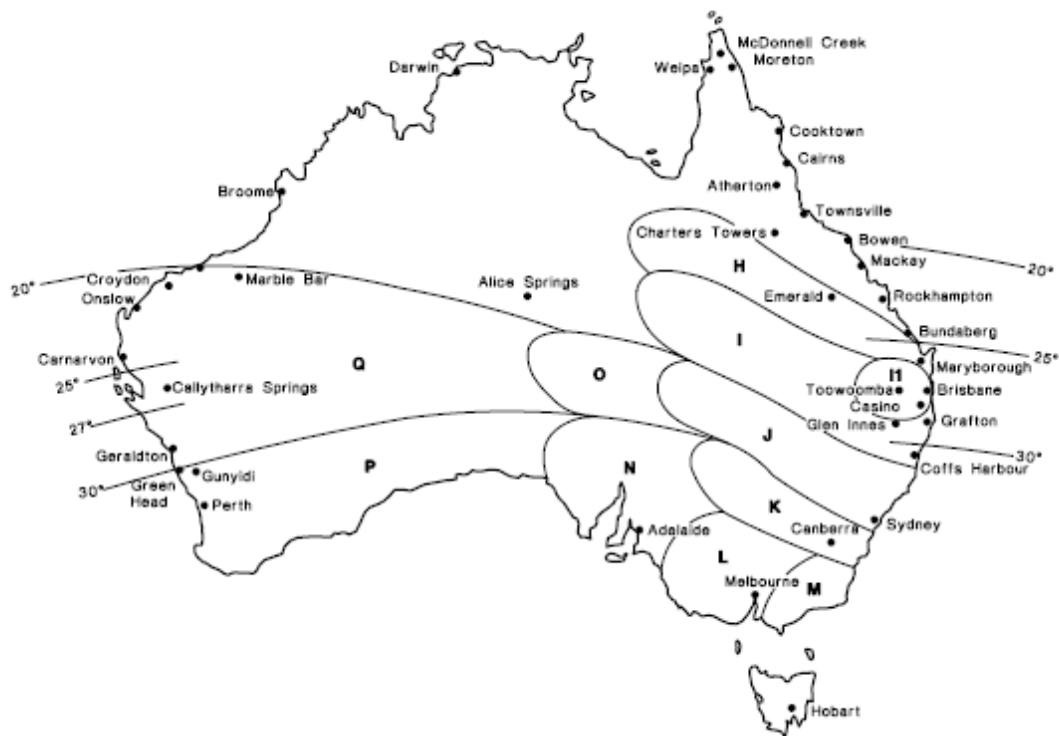 McDonnell Creek
Moreton
Darwin
Weipa
Cooktown
Cairns
Atherton
Broome
Townsville
Charters Towers
Bowen
20°
Mackay
Croydon
20°
Marble Bar
Alice Springs
H
Emerald
Rockhampton
Onslow
Bundaberg
I
25°
Carnarvon
Q
O
I1
Maryborough
25°
Callytharra Springs
Toowoomba
Brisbane
Casino
27°
Glen Innes
Grafton
J
30°
Geraldton
P
N
Coffs Harbour
Gunyidi
30°
Green
Head
Perth
K
Sydney
Adelaide
Canberra
L
Melbourne
M
Hobart